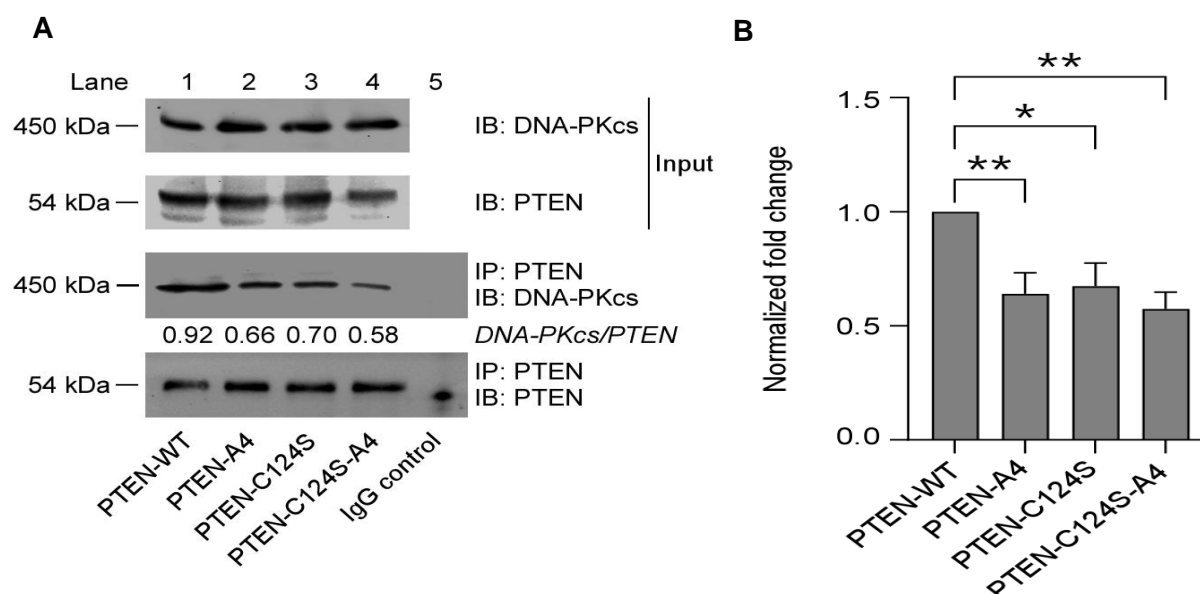 A
Lane 1 2 3 4 5
450 kDa
IB: DNA-PKcs
Input
54 kDa
IB: PTEN
450 kDa
IP: PTEN
IB: DNA-PKcs
0.92 0.66 0.70 0.58 DNA-PKcs/PTEN
54 kDa
IP: PTEN
IB: PTEN
PTEN-WT
PTEN-A4
PTEN-C124S
PTEN-C124S-A4
IgG control
B
**
*
**
Normalized fold change
1.5
1.0
0.5
0.0
PTEN-WT
PTEN-A4
PTEN-C124S
PTEN-C124S-A4